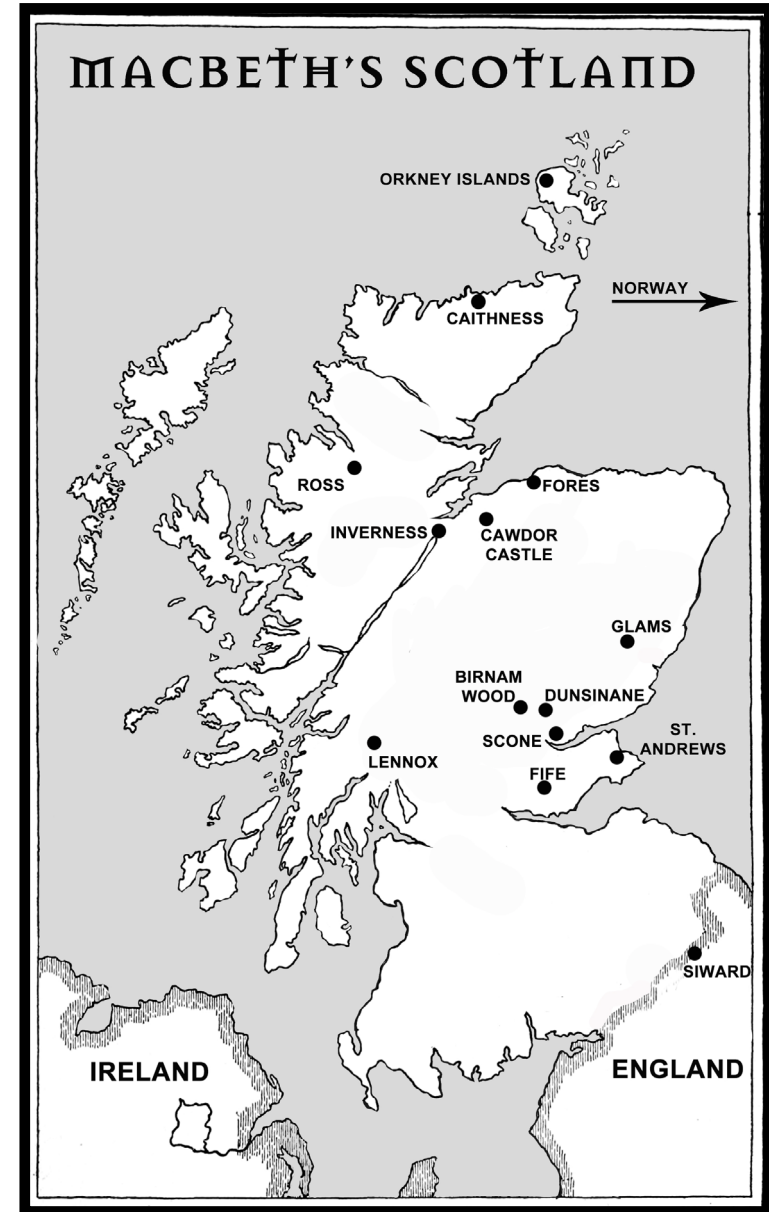 MACBETH'S SCOTLAND
ORKNEY ISLANDS
NORWAY
CAITHNESS
ROSS
FORES
INVERNESS
CAWDOR
CASTLE
GLAMS
BIRNAM
WOOD
DUNSINANE
SCONE
ST.
ANDREWS
LENNOX
FIFE
SIWARD
IRELAND
ENGLAND